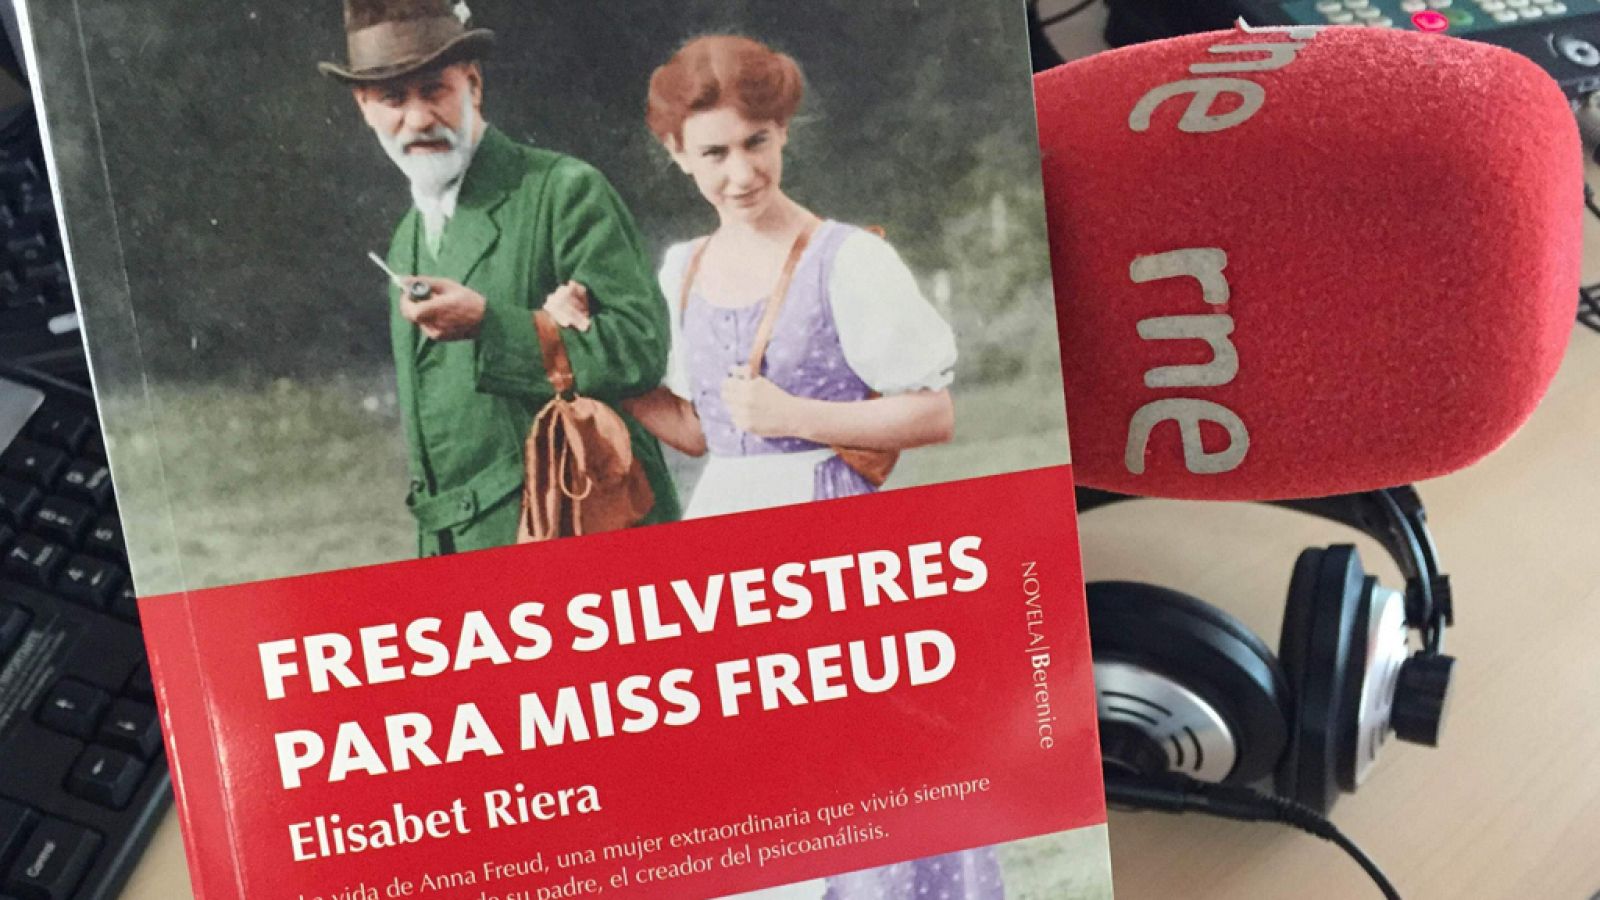 FRESAS SILVESTRES
PARA MISS FREUD
Elisabet Riera
La vida de Anna Freud, una mujer extraordinaria que vivió siempre
de su padre, el creador del psicoanálisis.
NOVELA|Berenice
rne
rne
Control